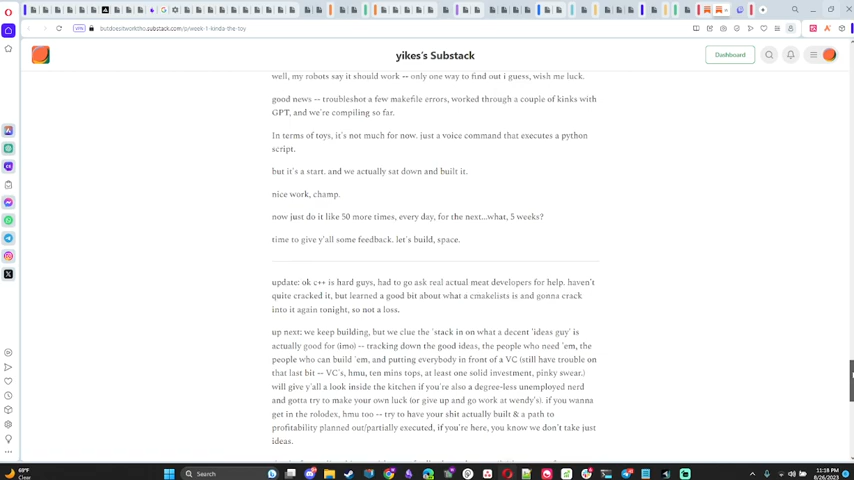 butdoesitworktho.substack.com/p/week-1-kinda-the-toy
yikes's Substack
Dashboard
well, my robots say it should work -- only one way to find out i guess, wish me luck.
good news -- troubleshot a few makefile errors, worked through a couple of kinks with
GPT, and we're compiling so far.
In terms of toys, it's not much for now. just a voice command that executes a python
script.
but it's a start. and we actually sat down and built it.
nice work, champ.
now just do it like 50 more times, every day, for the next...what, 5 weeks?
time to give y'all some feedback. let's build, space.
update: ok c++ is hard guys, had to go ask real actual meat developers for help. haven't
quite cracked it, but learned a good bit about what a cmakelists is and gonna crack
into it again tonight, so not a loss.
up next: we keep building, but we clue the 'stack in on what a decent 'ideas guy' is
actually good for (imo) -- tracking down the good ideas, the people who need 'em, the
people who can build 'em, and putting everybody in front of a VC (still have trouble on
that last bit -- VC's, hmu, ten mins tops, at least one solid investment, pinky swear.)
will give y'all a look inside the kitchen if you're also a degree-less unemployed nerd
and gotta try to make your own luck (or give up and go work at wendy's). if you wanna
get in the rolodex, hmu too -- try to have your shit actually built & a path to
profitability planned out/partially executed, if you're here, you know we don't take just
ideas.
60°F
Clear
Search
11:18 PM
6/26/2023